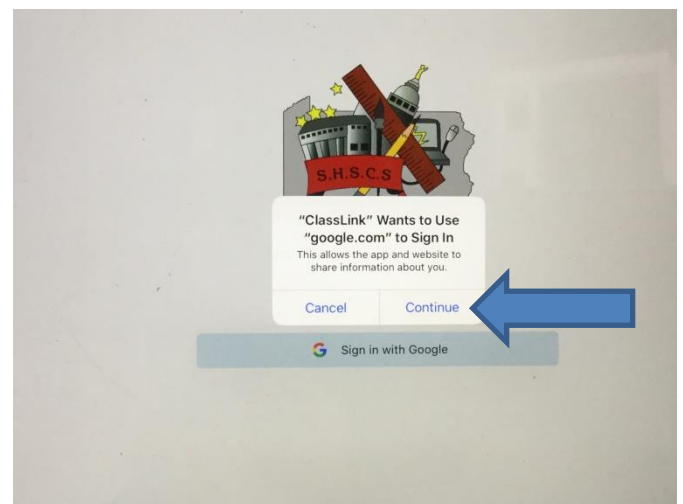 S.H.S.C.S
"ClassLink" Wants to Use
"google.com" to Sign In
This allows the app and website to
share information about you.
Cancel Continue
Sign in with Google